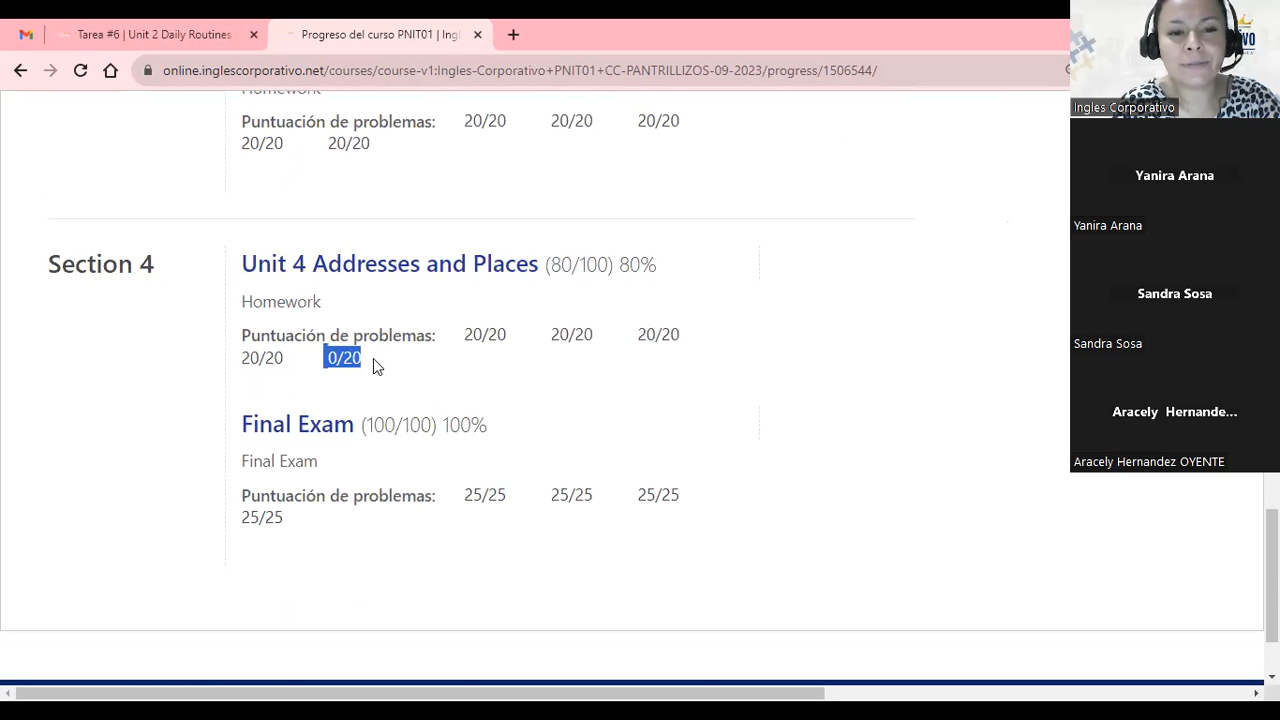 Tarea #6 | Unit 2 Daily Routines
Progreso del curso PNIT01 | Ingl
online.inglescorporativo.net/courses/course-v1:Ingles-Corporativo+PNIT01+CC-PANTRILLIZOS-09-2023/progress/1506544/
Homework
Puntuación de problemas: 20/20 20/20 20/20
20/20 20/20
Section 4
Unit 4 Addresses and Places (80/100) 80%
Homework
Puntuación de problemas: 20/20 20/20 20/20
20/20 0/20
Final Exam (100/100) 100%
Final Exam
Puntuación de problemas: 25/25 25/25 25/25
25/25
Ingles Corporativo
Yanira Arana
Yanira Arana
Sandra Sosa
Sandra Sosa
Aracely Hernande...
Aracely Hernandez OYENTE